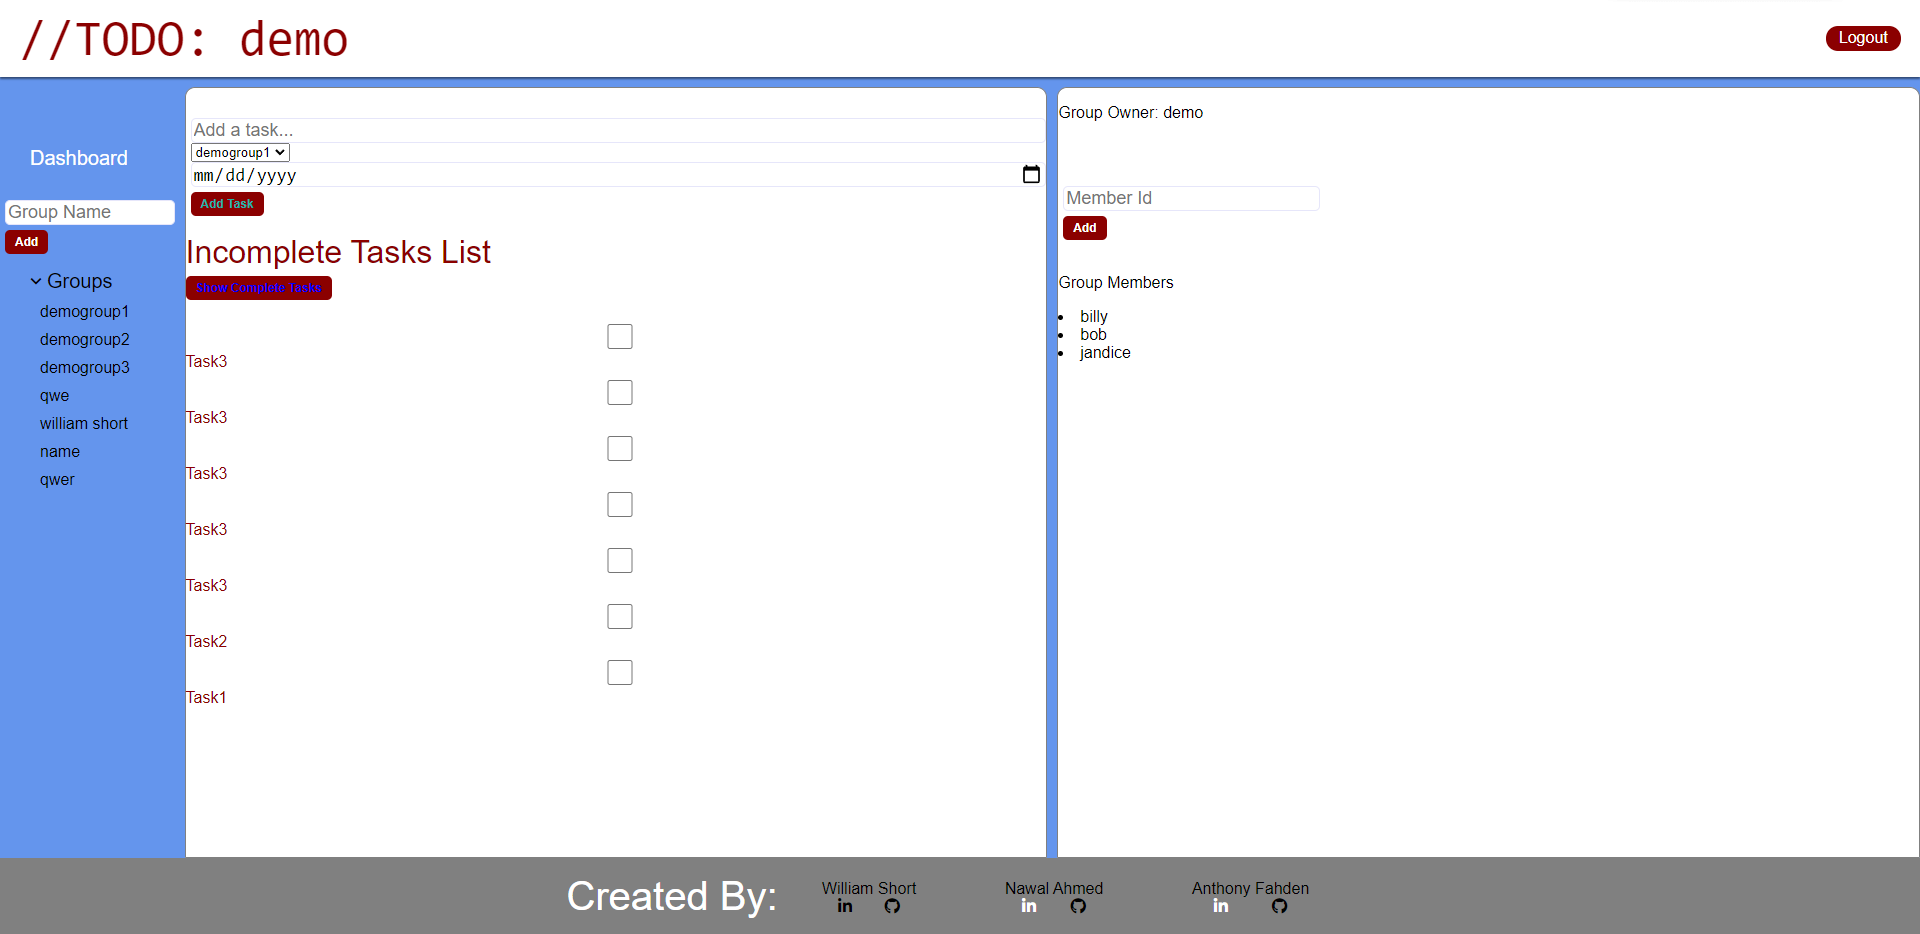 //TODO: demo
Logout
Dashboard
Group Name
Add
Groups
demogroup1
demogroup2
demogroup3
qwe
william short
name
qwer
Add a task...
demogroup1
mm/dd/yyyy
Add Task
Incomplete Tasks List
Show Complete Tasks
Task3
Task3
Task3
Task3
Task3
Task2
Task1
Group Owner: demo
Member Id
Add
Group Members
billy
bob
jandice
Created By:
William Short
Nawal Ahmed
Anthony Fahden